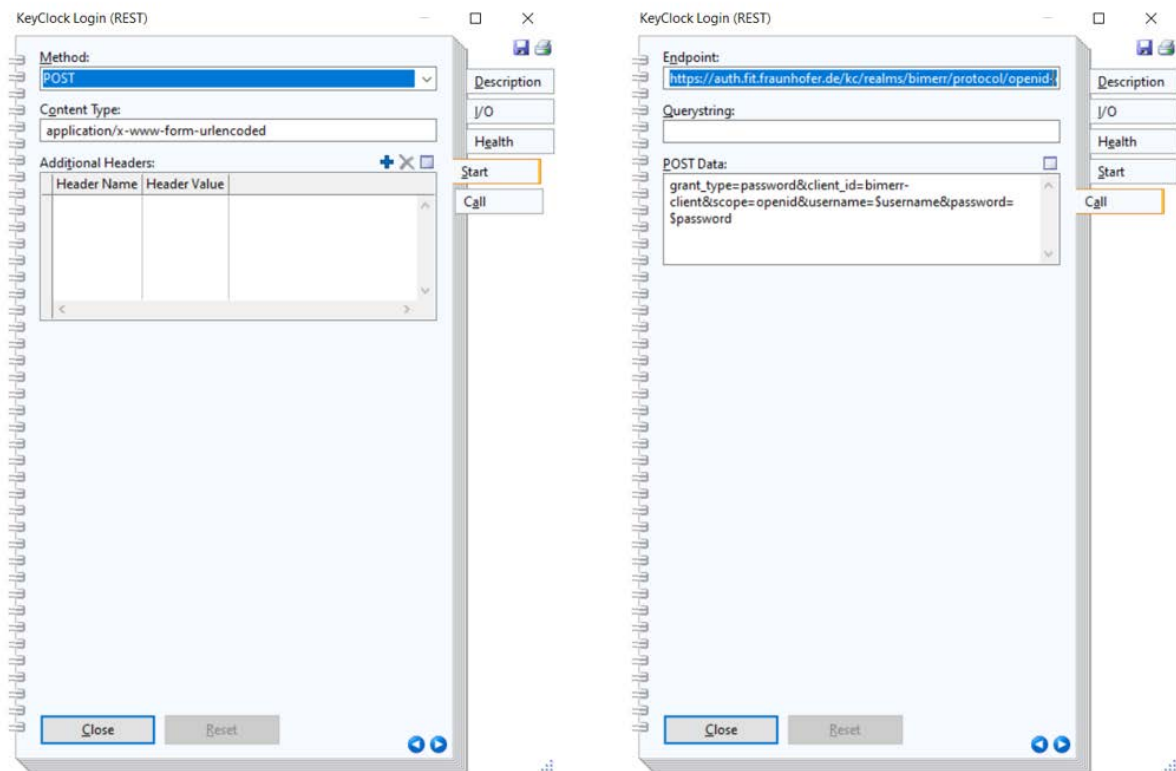 KeyClock Login (REST)
Method:
POST
Content Type:
application/x-www-form-urlencoded
Additional Headers:
Header Name Header Value
Description
I/O
Health
Start
Call
Close Reset
KeyClock Login (REST)
Endpoint:
https://auth.fit.fraunhofer.de/kc/realms/bimerr/protocol/openid-
Querystring:
POST Data:
grant_type=password&client_id=bimerr-
client&scope=openid&username=$username&password=
$password
Description
I/O
Health
Start
Call
Close Reset